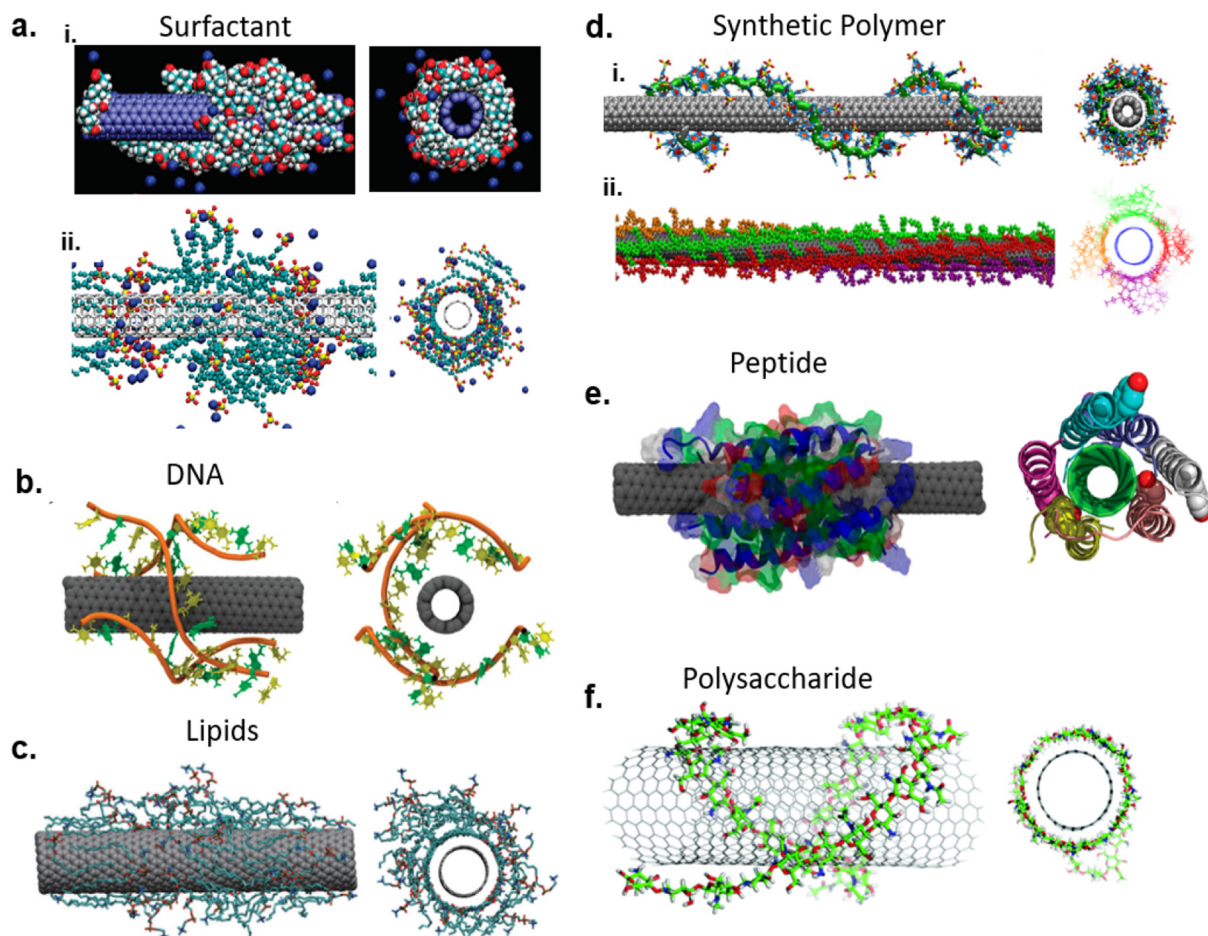 a.
i.
Surfactant
ii.
b.
DNA
c.
Lipids
d.
Synthetic Polymer
i.
ii.
e.
Peptide
f.
Polysaccharide